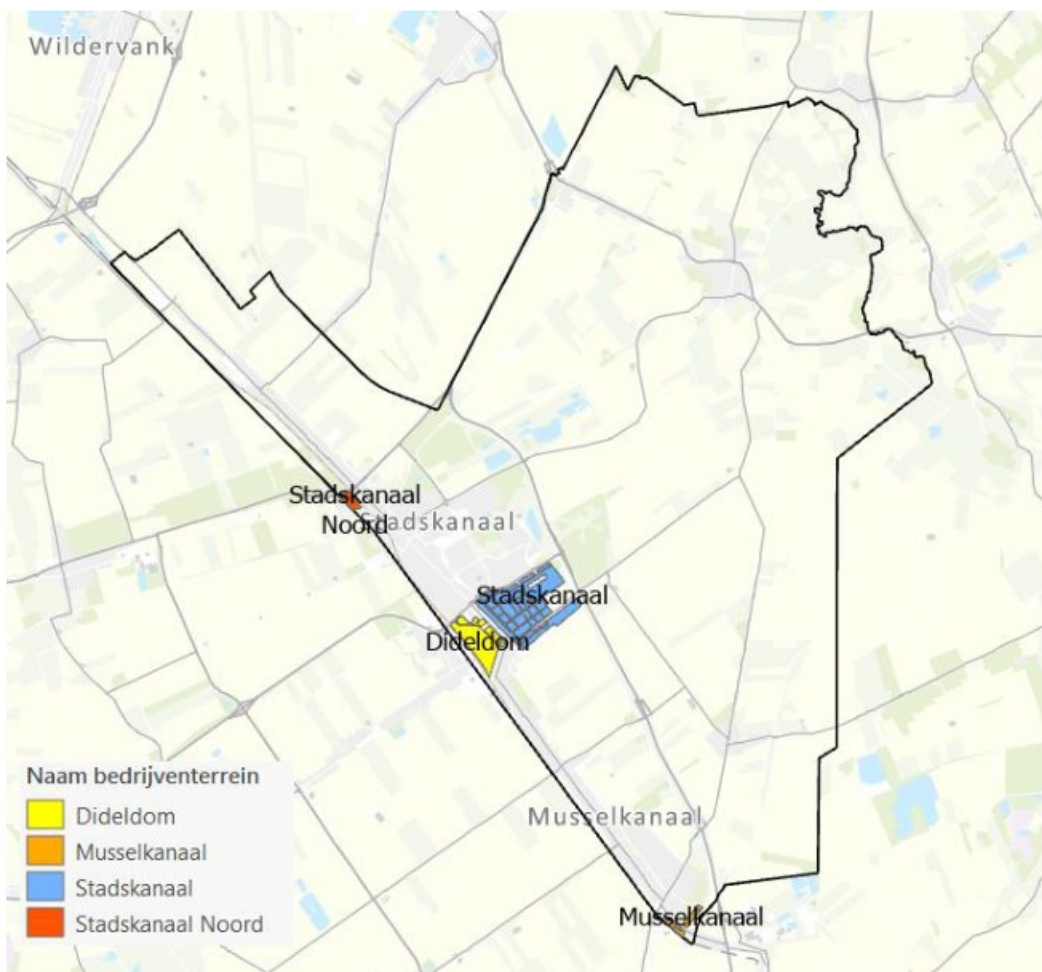 Wildervank
Stadskanaal
Noord
Stadskanaal
Stadskanaal
Dideldom
Musselkanaal
Musselkanaal
Naam bedrijventerrein
Dideldom
Musselkanaal
Stadskanaal
Stadskanaal Noord